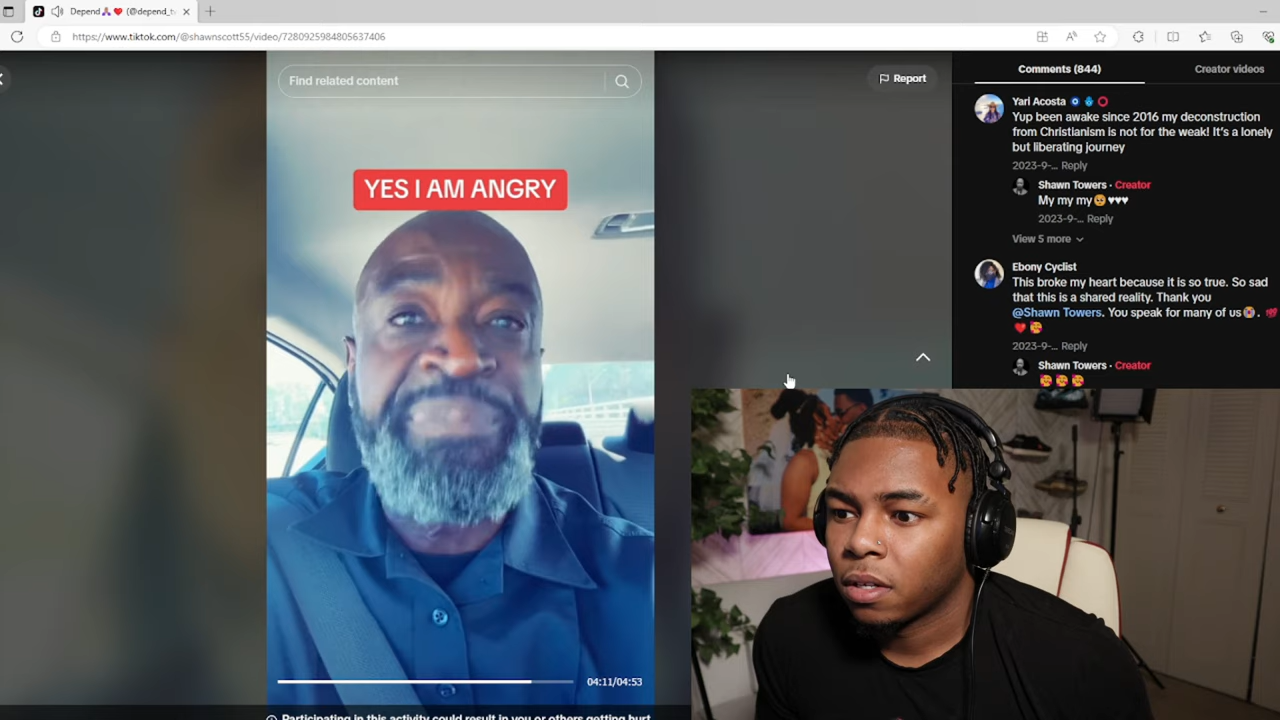 Depend🙏❤️ (@depend_t
https://www.tiktok.com/@shawnscott55/video/7280925984805637406
Find related content
Report
YES I AM ANGRY
04:11/04:53
Participating in this activity could result in you or others getting hurt
Comments (844)
Creator videos
Yari Acosta
Yup been awake since 2016 my deconstruction
from Christianism is not for the weak! It's a lonely
but liberating journey
2023-9-... Reply
Shawn Towers · Creator
My my my🥺♥♥♥
2023-9-... Reply
View 5 more
Ebony Cyclist
This broke my heart because it is so true. So sad
that this is a shared reality. Thank you
@Shawn Towers. You speak for many of us😭. 💯
❤️🥰
2023-9-... Reply
Shawn Towers · Creator
🥰🥰🥰